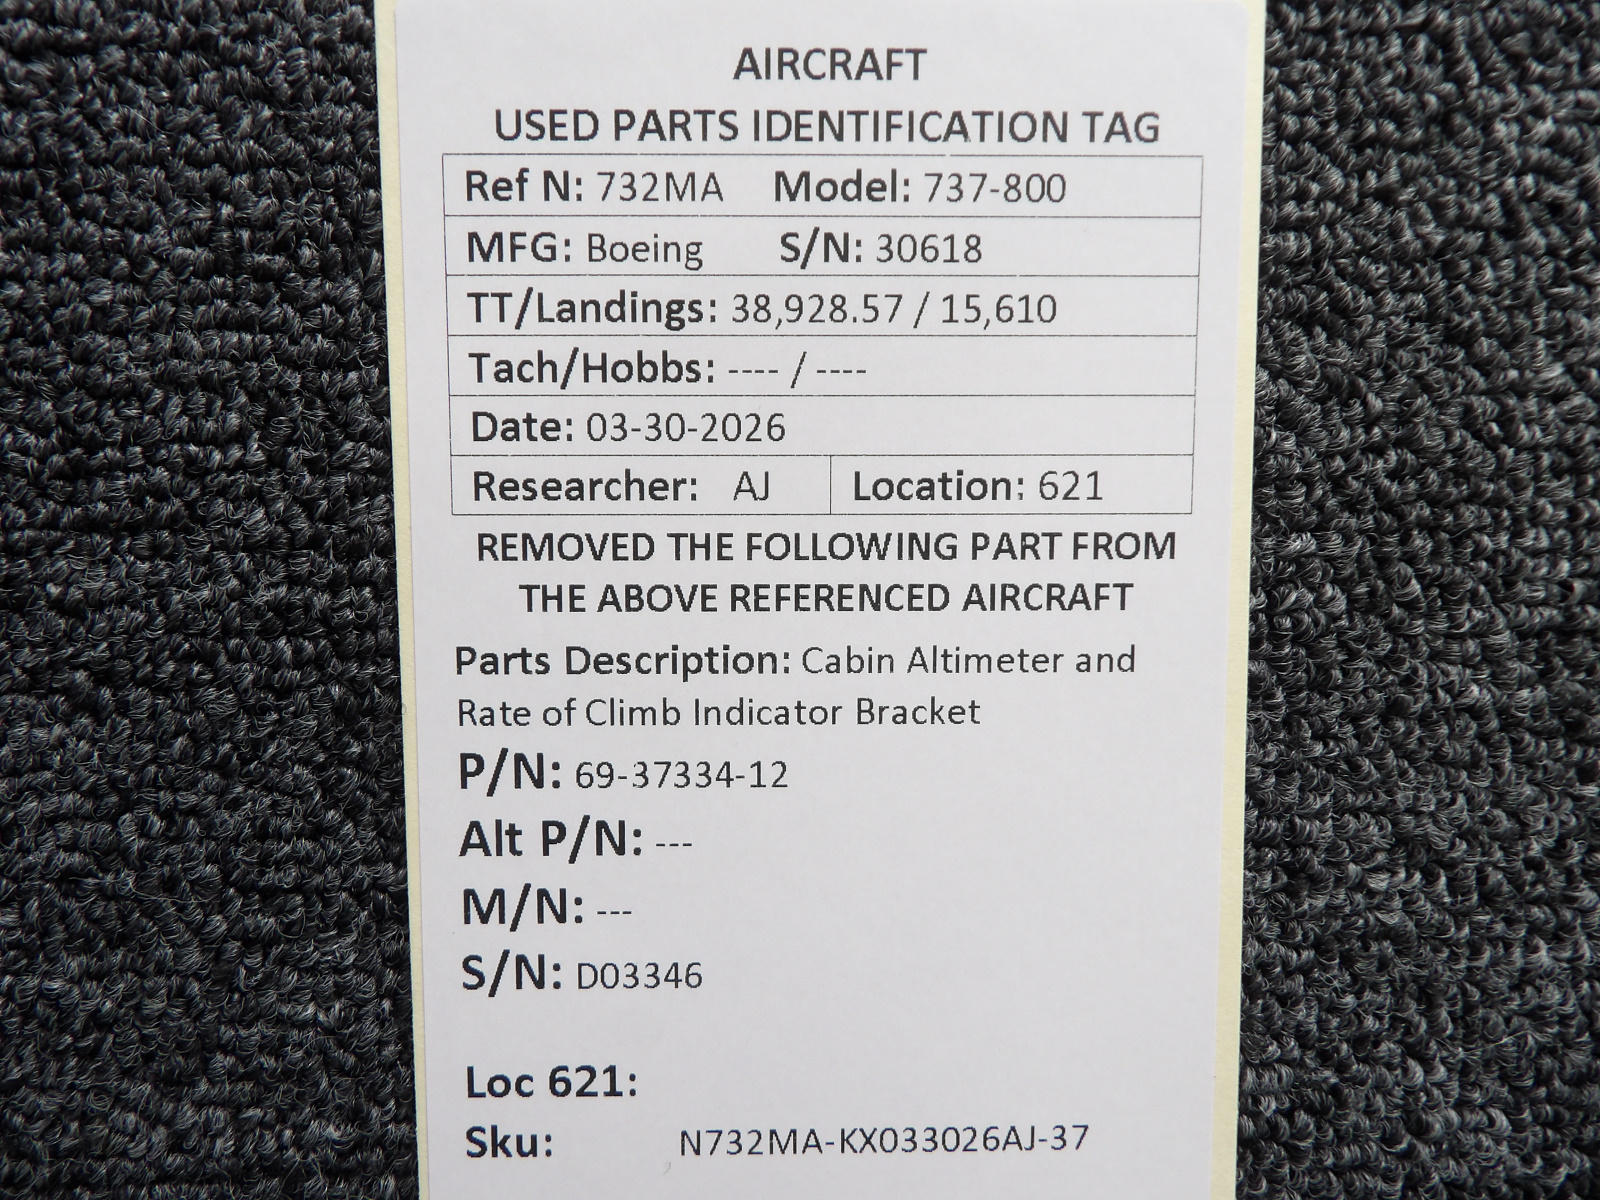 AIRCRAFT
USED PARTS IDENTIFICATION TAG
Ref N: 732MA Model: 737-800
MFG: Boeing S/N: 30618
TT/Landings: 38,928.57 / 15,610
Tach/Hobbs: ---- / ----
Date: 03-30-2026
Researcher: AJ Location: 621
REMOVED THE FOLLOWING PART FROM
THE ABOVE REFERENCED AIRCRAFT
Parts Description: Cabin Altimeter and
Rate of Climb Indicator Bracket
P/N: 69-37334-12
Alt P/N: ---
M/N: ---
S/N: D03346
Loc 621:
Sku: N732MA-KX033026AJ-37